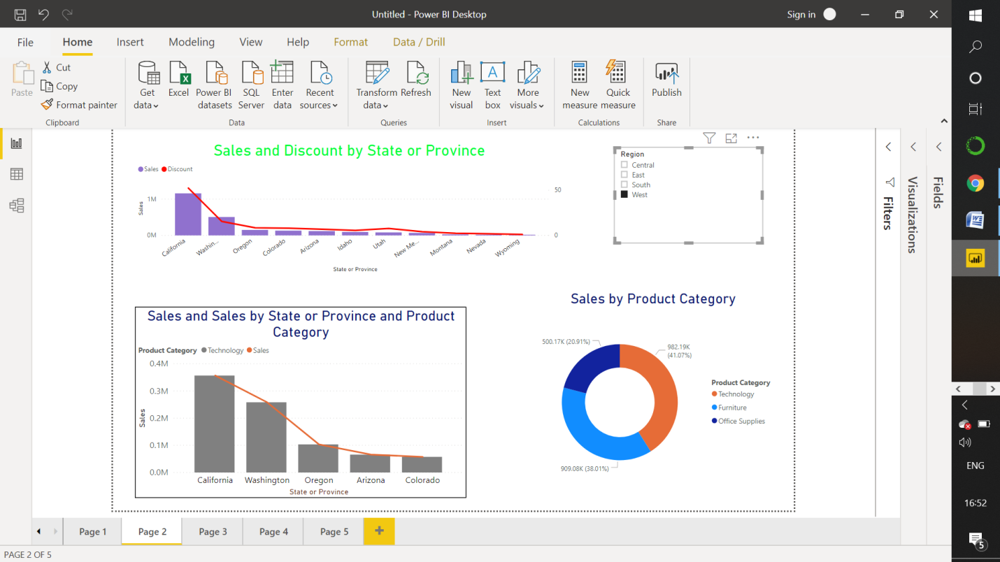 Untitled - Power BI Desktop
Sign in
File Home Insert Modeling View Help Format Data / Drill
Paste
Cut
Copy
Format painter
Clipboard
Get data
Excel
Power BI datasets
SQL Server
Enter data
Recent sources
Data
Transform data
Refresh
Queries
New visual
Text box
More visuals
Insert
New measure
Quick measure
Calculations
Publish
Share
Sales and Discount by State or Province
Sales Discount
1M
0M
Sales
50
0
California Washin... Oregon Colorado Arizona Idaho Utah New Me... Montana Nevada Wyoming
State or Province
Region
Central
East
South
West
Filters
Visualizations
Fields
Sales and Sales by State or Province and Product
Category
Product Category Technology Sales
0.4M
0.3M
0.2M
0.1M
0.0M
Sales
California Washington Oregon Arizona Colorado
State or Province
Sales by Product Category
500.17K (20.91%)
982.19K
(41.07%)
909.08K (38.01%)
Product Category
Technology
Furniture
Office Supplies
Page 1 Page 2 Page 3 Page 4 Page 5 +
PAGE 2 OF 5
ENG
16:52
5